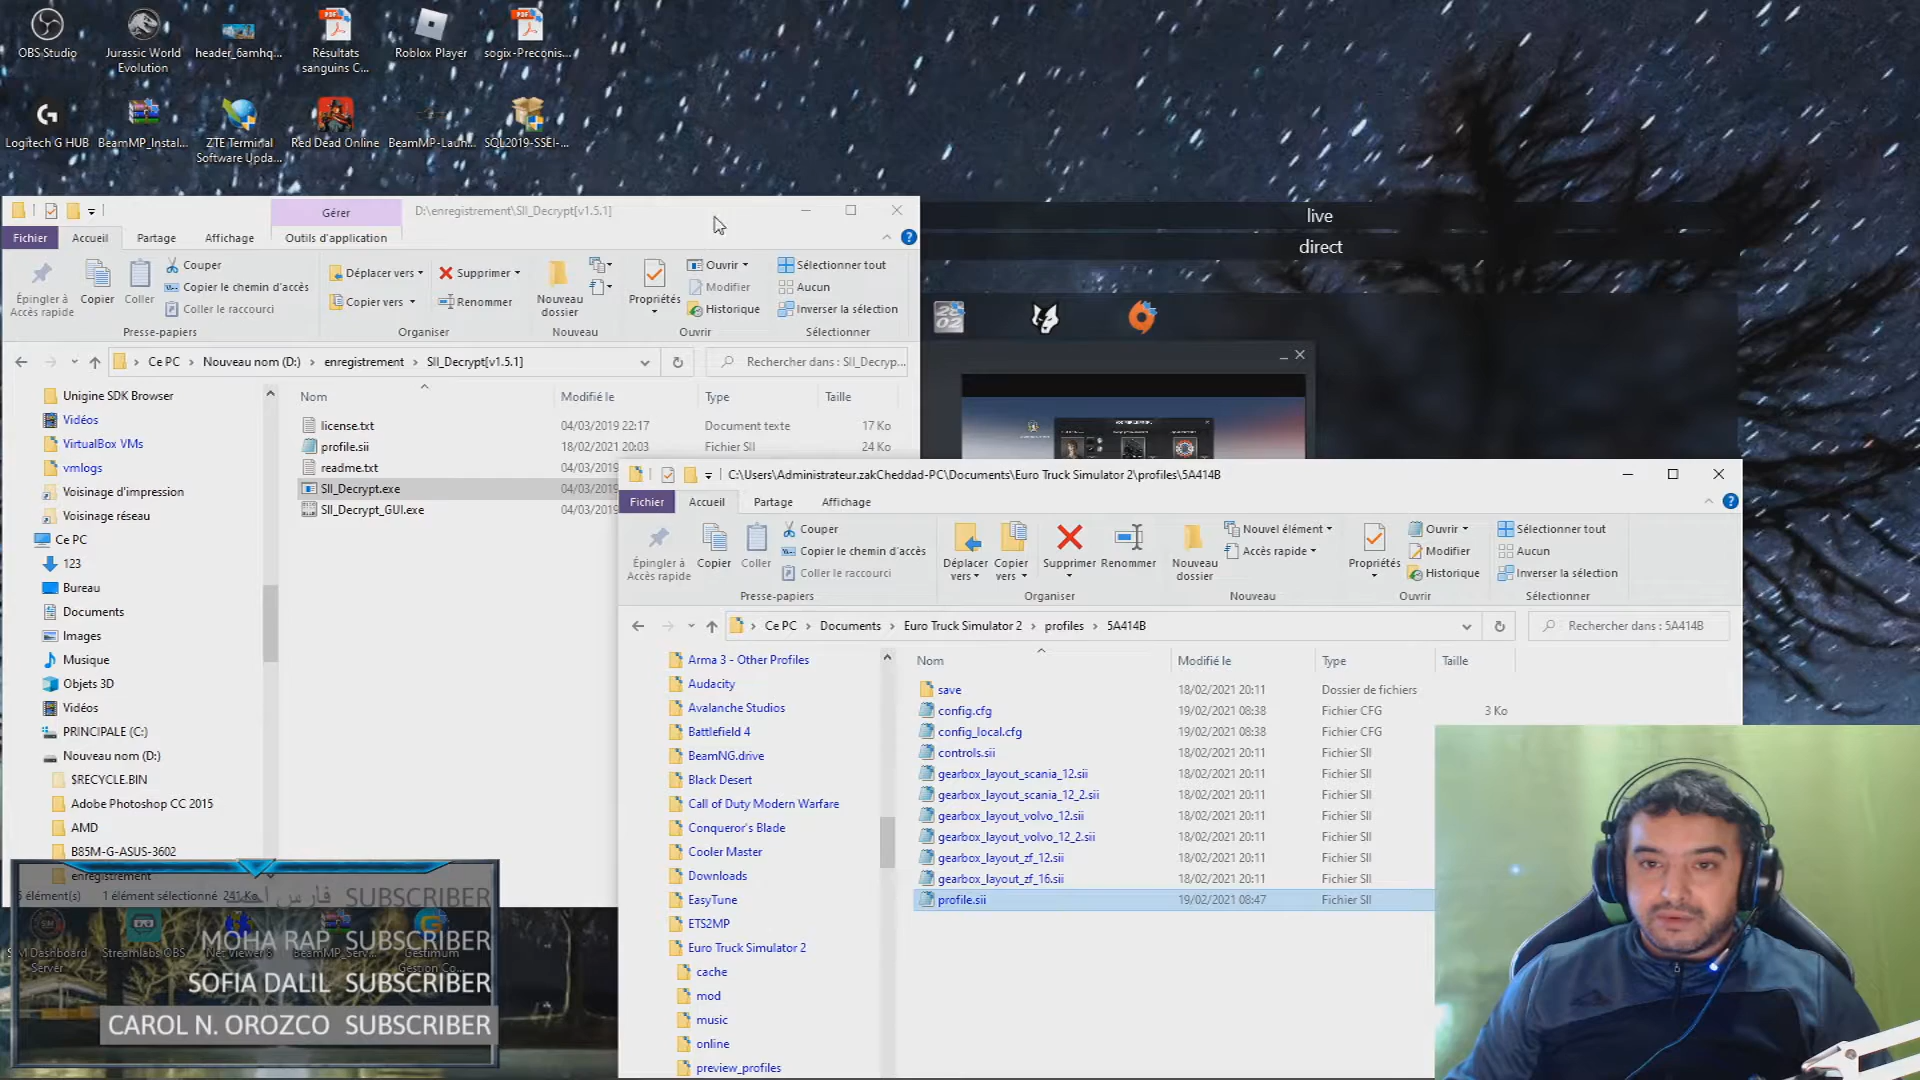 OBS Studio
Jurassic World
Evolution
header_6amhq...
Résultats
sanguins C...
Roblox Player
sogix-Preconis...
Logitech G HUB
BeamMP_Instal...
ZTE Terminal
Software Upda...
Red Dead Online
BeamMP-Laun...
SQL2019-SSEI-...
Gérer
D:\enregistrement\SII_Decrypt[v1.5.1]
Fichier
Accueil
Partage
Affichage
Outils d'application
Épingler à
Accès rapide
Copier
Coller
Couper
Copier le chemin d'accès
Coller le raccourci
Presse-papiers
Déplacer vers
Copier vers
Supprimer
Renommer
Organiser
Nouveau
dossier
Nouveau
Propriétés
Ouvrir
Modifier
Historique
Ouvrir
Sélectionner tout
Aucun
Inverser la sélection
Sélectionner
Ce PC
Nouveau nom (D:)
enregistrement
SII_Decrypt[v1.5.1]
Rechercher dans : SII_Decryp...
Unigine SDK Browser
Vidéos
VirtualBox VMs
vmlogs
Voisinage d'impression
Voisinage réseau
Ce PC
123
Bureau
Documents
Images
Musique
Objets 3D
Vidéos
PRINCIPALE (C:)
Nouveau nom (D:)
$RECYCLE.BIN
Adobe Photoshop CC 2015
AMD
B85M-G-ASUS-3602
enregistrement
Nom Modifié le Type Taille
license.txt 04/03/2019 22:17 Document texte 17 Ko
profile.sii 18/02/2021 20:03 Fichier SII 24 Ko
readme.txt 04/03/2019
SII_Decrypt.exe 04/03/2019
SII_Decrypt_GUI.exe 04/03/2019
élément(s) 1 élément sélectionné 241 Ko
live
direct
C:\Users\Administrateur.zakCheddad-PC\Documents\Euro Truck Simulator 2\profiles\5A414B
Fichier
Accueil
Partage
Affichage
Épingler à
Accès rapide
Copier
Coller
Couper
Copier le chemin d'accès
Coller le raccourci
Presse-papiers
Déplacer
vers
Copier
vers
Supprimer
Renommer
Organiser
Nouveau
dossier
Nouvel élément
Accès rapide
Nouveau
Propriétés
Ouvrir
Modifier
Historique
Ouvrir
Sélectionner tout
Aucun
Inverser la sélection
Sélectionner
Ce PC
Documents
Euro Truck Simulator 2
profiles
5A414B
Rechercher dans : 5A414B
Arma 3 - Other Profiles
Audacity
Avalanche Studios
Battlefield 4
BeamNG.drive
Black Desert
Call of Duty Modern Warfare
Conqueror's Blade
Cooler Master
Downloads
EasyTune
ETS2MP
Euro Truck Simulator 2
cache
mod
music
online
preview_profiles
Nom Modifié le Type Taille
save 18/02/2021 20:11 Dossier de fichiers
config.cfg 19/02/2021 08:38 Fichier CFG 3 Ko
config_local.cfg 19/02/2021 08:38 Fichier CFG
controls.sii 18/02/2021 20:11 Fichier SII
gearbox_layout_scania_12.sii 18/02/2021 20:11 Fichier SII
gearbox_layout_scania_12_2.sii 18/02/2021 20:11 Fichier SII
gearbox_layout_volvo_12.sii 18/02/2021 20:11 Fichier SII
gearbox_layout_volvo_12_2.sii 18/02/2021 20:11 Fichier SII
gearbox_layout_zf_12.sii 18/02/2021 20:11 Fichier SII
gearbox_layout_zf_16.sii 18/02/2021 20:11 Fichier SII
profile.sii 19/02/2021 08:47 Fichier SII
SUBSCRIBER
MOHA RAP SUBSCRIBER
SOFIA DALIL SUBSCRIBER
CAROL N. OROZCO SUBSCRIBER
Dashboard
Server
Streamlabs OBS